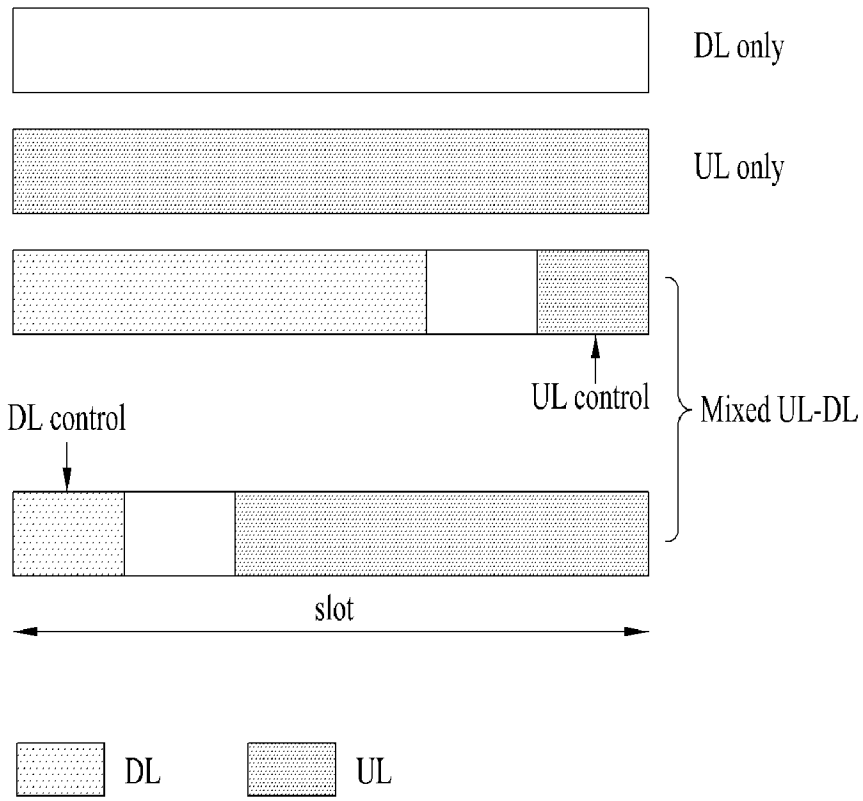 DL only
UL only
UL control
DL control
Mixed UL-DL
slot
DL
UL